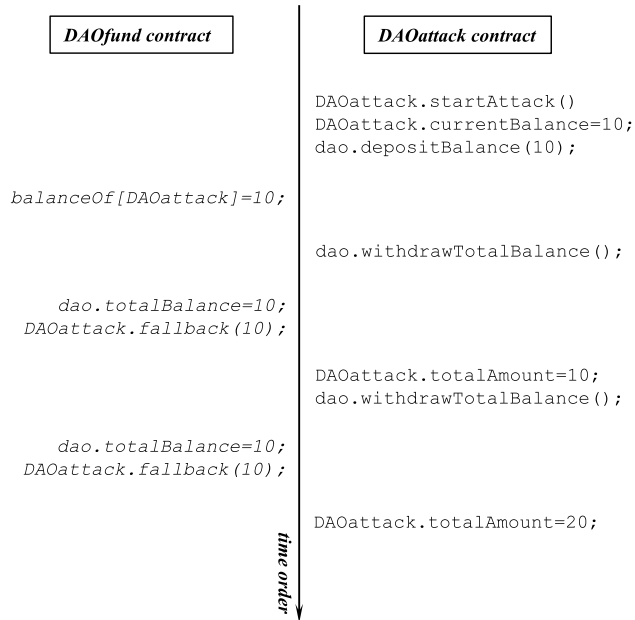 DAOfund contract
DAOattack contract
DAOattack.startAttack()
DAOattack.currentBalance=10;
dao.depositBalance(10);
balanceOf[DAOattack]=10;
dao.withdrawTotalBalance();
dao.totalBalance=10;
DAOattack.fallback(10);
DAOattack.totalAmount=10;
dao.withdrawTotalBalance();
dao.totalBalance=10;
DAOattack.fallback(10);
DAOattack.totalAmount=20;
time order